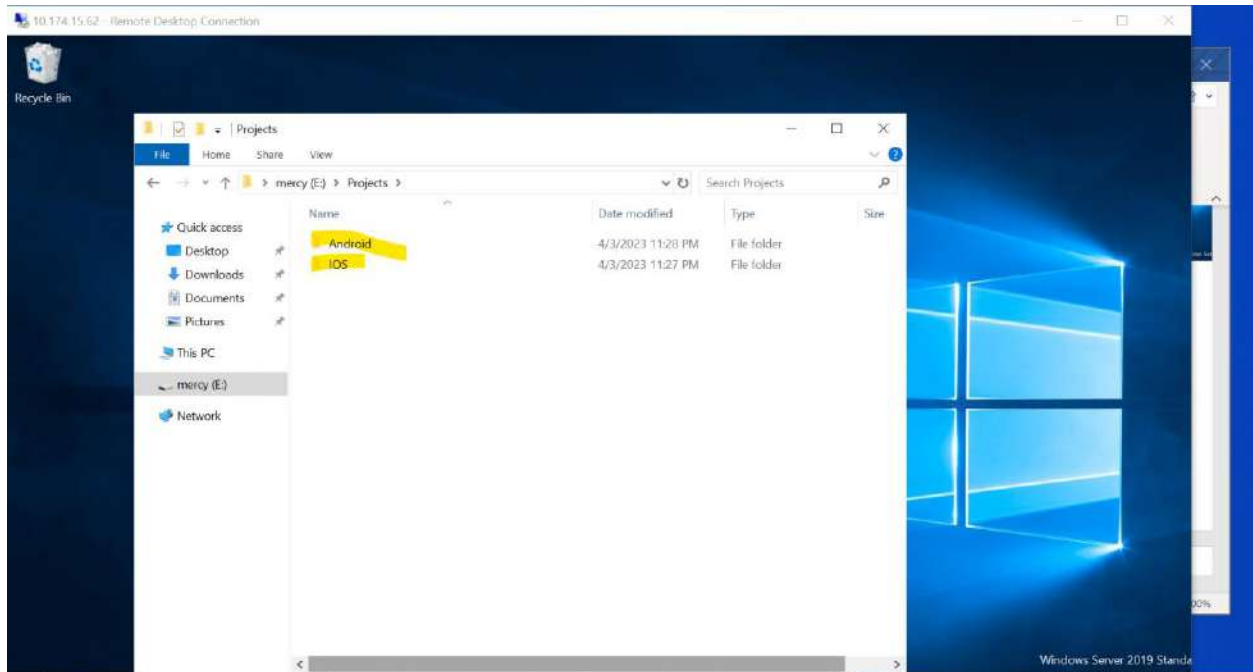 10.174.15.62 - Remote Desktop Connection
Recycle Bin
Projects
File Home Share View
mercy (E:) > Projects >
Search Projects
Name Date modified Type Size
Quick access
Desktop
Downloads
Documents
Pictures
This PC
mercy (E:)
Network
Android 4/3/2023 11:28 PM File folder
IOS 4/3/2023 11:27 PM File folder
Windows Server 2019 Standa